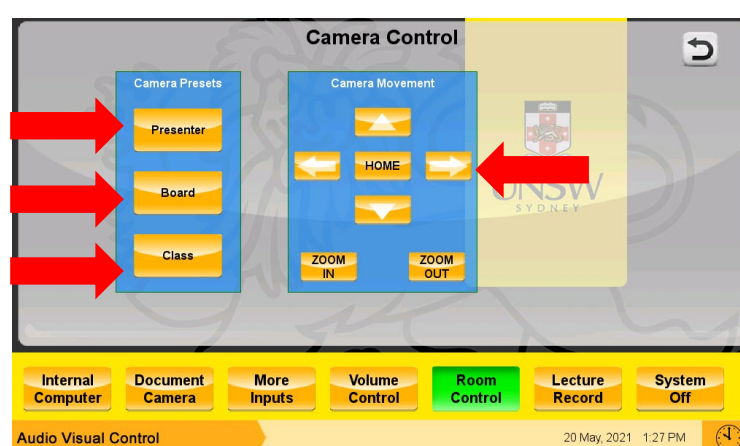 Camera Control
Camera Presets
Presenter
Board
Class
Camera Movement
HOME
ZOOM
IN
ZOOM
OUT
UNSW
SYDNEY
Internal
Computer
Document
Camera
More
Inputs
Volume
Control
Room
Control
Lecture
Record
System
Off
Audio Visual Control
20 May, 2021 1:27 PM